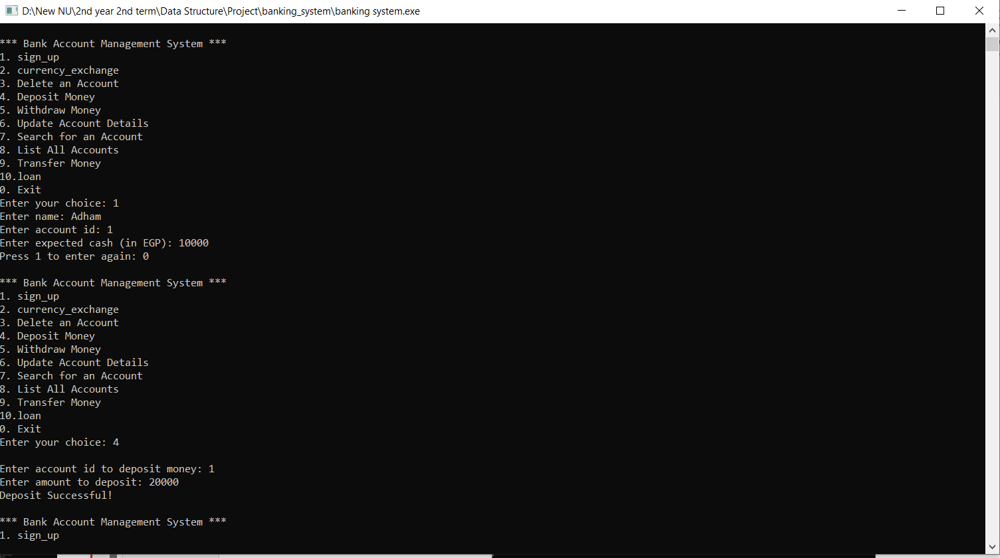 D:\New NU\2nd year 2nd term\Data Structure\Project\banking_system\banking system.exe
*** Bank Account Management System ***
1. sign_up
2. currency_exchange
3. Delete an Account
4. Deposit Money
5. Withdraw Money
6. Update Account Details
7. Search for an Account
8. List All Accounts
9. Transfer Money
10.loan
0. Exit
Enter your choice: 1
Enter name: Adham
Enter account id: 1
Enter expected cash (in EGP): 10000
Press 1 to enter again: 0
*** Bank Account Management System ***
1. sign_up
2. currency_exchange
3. Delete an Account
4. Deposit Money
5. Withdraw Money
6. Update Account Details
7. Search for an Account
8. List All Accounts
9. Transfer Money
10.loan
0. Exit
Enter your choice: 4
Enter account id to deposit money: 1
Enter amount to deposit: 20000
Deposit Successful!
*** Bank Account Management System ***
1. sign_up